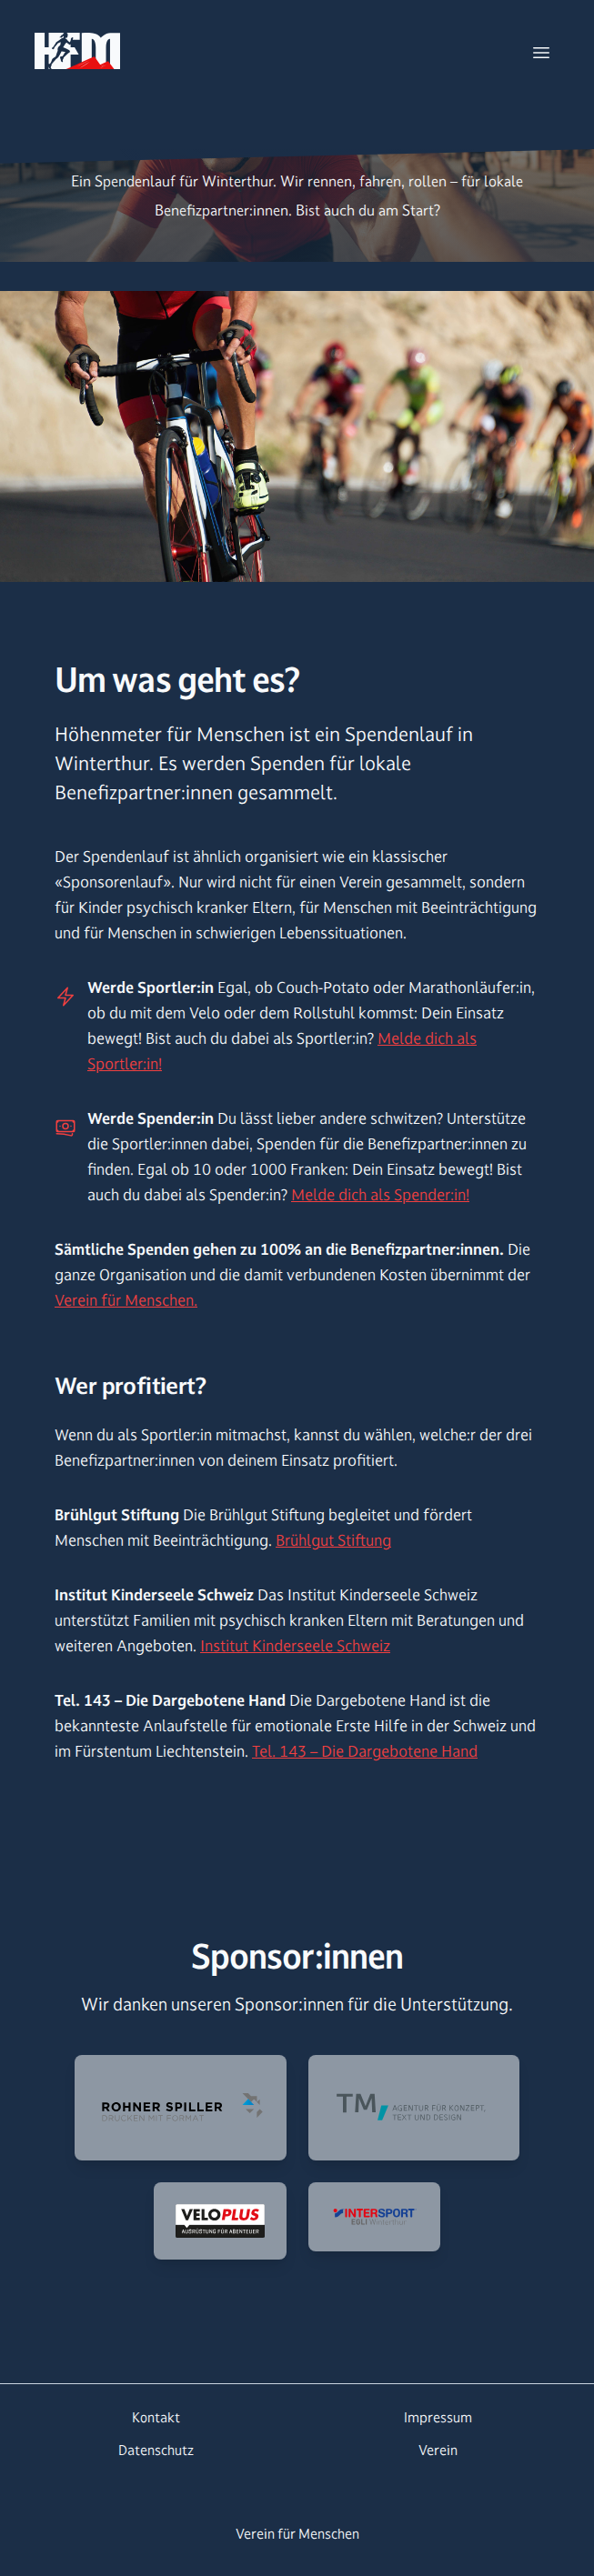 HFM
Ein Spendenlauf für Winterthur. Wir rennen, fahren, rollen – für lokale
Benefizpartner:innen. Bist auch du am Start?
Um was geht es?
Höhenmeter für Menschen ist ein Spendenlauf in
Winterthur. Es werden Spenden für lokale
Benefizpartner:innen gesammelt.
Der Spendenlauf ist ähnlich organisiert wie ein klassischer
«Sponsorenlauf». Nur wird nicht für einen Verein gesammelt, sondern
für Kinder psychisch kranker Eltern, für Menschen mit Beeinträchtigung
und für Menschen in schwierigen Lebenssituationen.
Werde Sportler:in Egal, ob Couch-Potato oder Marathonläufer:in,
ob du mit dem Velo oder dem Rollstuhl kommst: Dein Einsatz
bewegt! Bist auch du dabei als Sportler:in? Melde dich als
Sportler:in!
Werde Spender:in Du lässt lieber andere schwitzen? Unterstütze
die Sportler:innen dabei, Spenden für die Benefizpartner:innen zu
finden. Egal ob 10 oder 1000 Franken: Dein Einsatz bewegt! Bist
auch du dabei als Spender:in? Melde dich als Spender:in!
Sämtliche Spenden gehen zu 100% an die Benefizpartner:innen. Die
ganze Organisation und die damit verbundenen Kosten übernimmt der
Verein für Menschen.
Wer profitiert?
Wenn du als Sportler:in mitmachst, kannst du wählen, welche:r der drei
Benefizpartner:innen von deinem Einsatz profitiert.
Brühlgut Stiftung Die Brühlgut Stiftung begleitet und fördert
Menschen mit Beeinträchtigung. Brühlgut Stiftung
Institut Kinderseele Schweiz Das Institut Kinderseele Schweiz
unterstützt Familien mit psychisch kranken Eltern mit Beratungen und
weiteren Angeboten. Institut Kinderseele Schweiz
Tel. 143 – Die Dargebotene Hand Die Dargebotene Hand ist die
bekannteste Anlaufstelle für emotionale Erste Hilfe in der Schweiz und
im Fürstentum Liechtenstein. Tel. 143 – Die Dargebotene Hand
Sponsor:innen
Wir danken unseren Sponsor:innen für die Unterstützung.
ROHNER SPILLER
DRUCKEN MIT FORMAT
TM
AGENTUR FÜR KONZEPT,
TEXT UND DESIGN
VELOPLUS
AUSRÜSTUNG FÜR ABENTEUER
INTERSPORT
EGLI Winterthur
Kontakt
Impressum
Datenschutz
Verein
Verein für Menschen